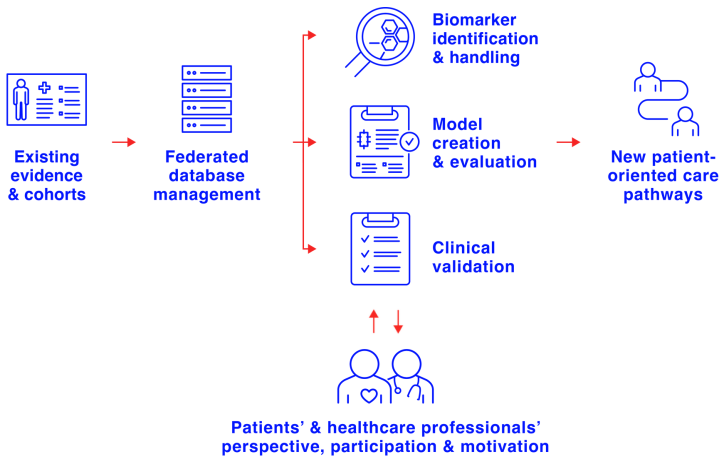 Existing
evidence
& cohorts
Federated
database
management
Biomarker
identification
& handling
Model
creation
& evaluation
Clinical
validation
New patient-
oriented care
pathways
Patients’ & healthcare professionals’
perspective, participation & motivation